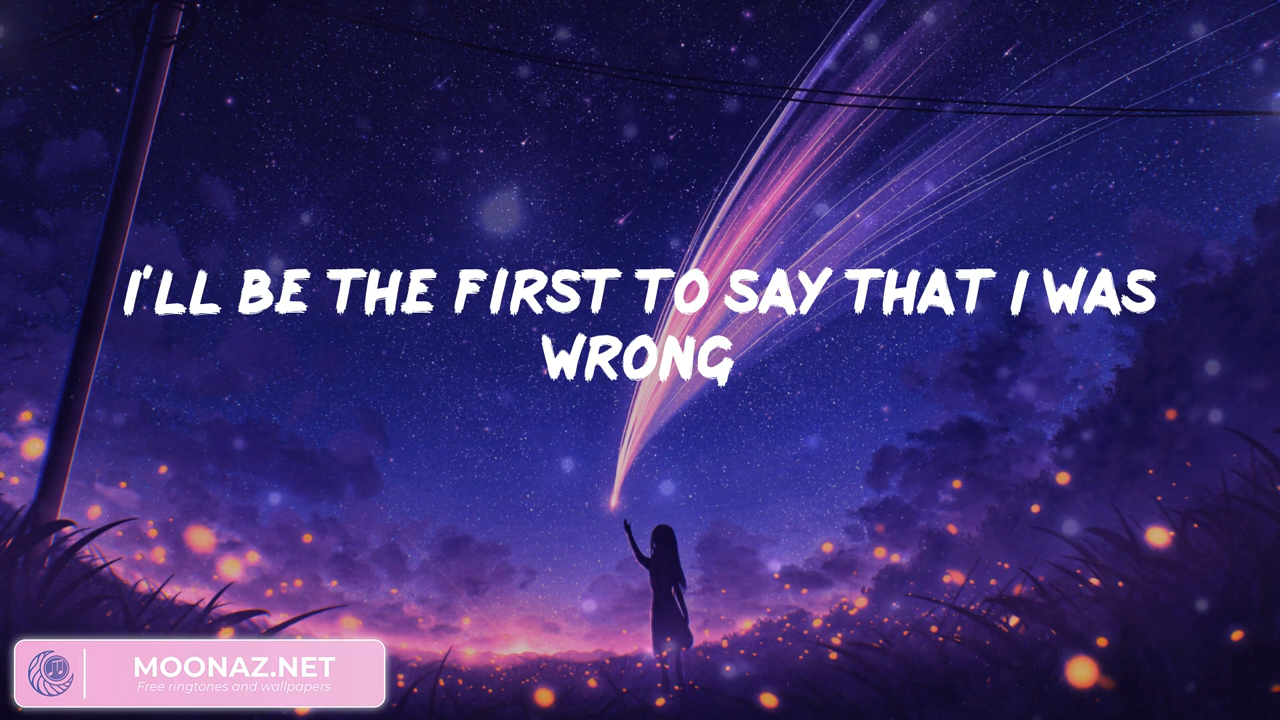 I'LL BE THE FIRST TO SAY THAT I WAS
WRONG
MOONAZ.NET
Free ringtones and wallpapers